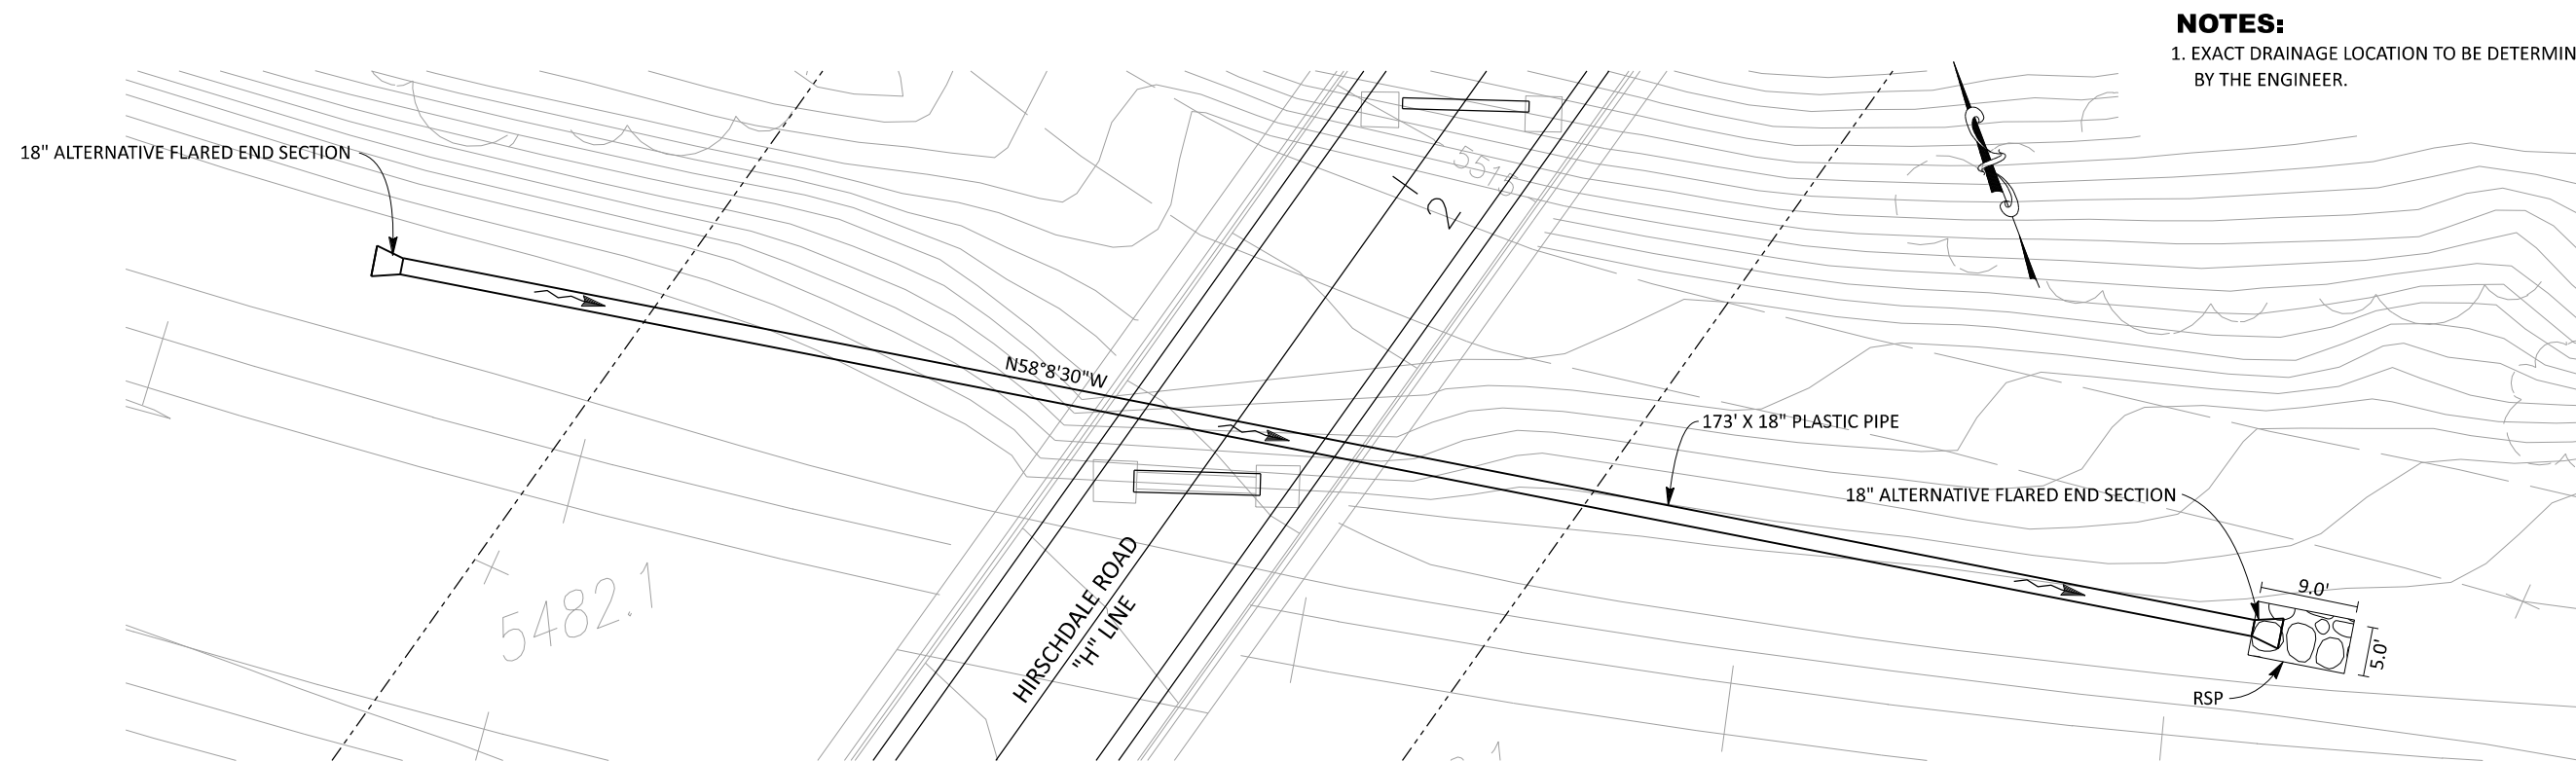 NOTES:
1. EXACT DRAINAGE LOCATION TO BE DETERMIN
BY THE ENGINEER.
18" ALTERNATIVE FLARED END SECTION
5515
2
N58°8'30"W
173' X 18" PLASTIC PIPE
18" ALTERNATIVE FLARED END SECTION
9.0'
5.0'
RSP
HIRSCHDALE ROAD
"H" LINE
5482.1